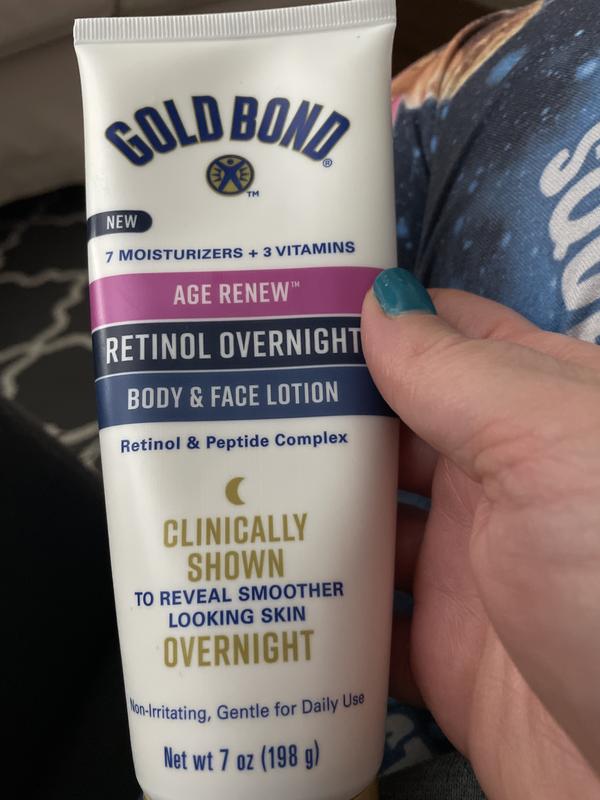 GOLD BOND®
™
NEW
7 MOISTURIZERS + 3 VITAMINS
AGE RENEW™
RETINOL OVERNIGHT
BODY & FACE LOTION
Retinol & Peptide Complex
CLINICALLY
SHOWN
TO REVEAL SMOOTHER
LOOKING SKIN
OVERNIGHT
Non-Irritating, Gentle for Daily Use
Net wt 7 oz (198 g)